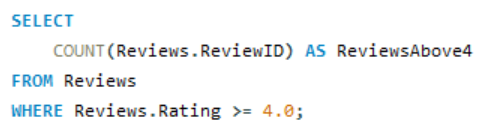 SELECT
    COUNT(Reviews.ReviewID) AS ReviewsAbove4
FROM Reviews
WHERE Reviews.Rating >= 4.0;